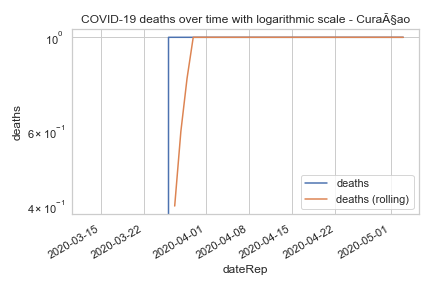 COVID-19 deaths over time with logarithmic scale - CuraÃ§ao
10⁰
6 × 10⁻¹
4 × 10⁻¹
deaths
deaths
deaths (rolling)
2020-03-15
2020-03-22
2020-04-01
2020-04-08
2020-04-15
2020-04-22
2020-05-01
dateRep